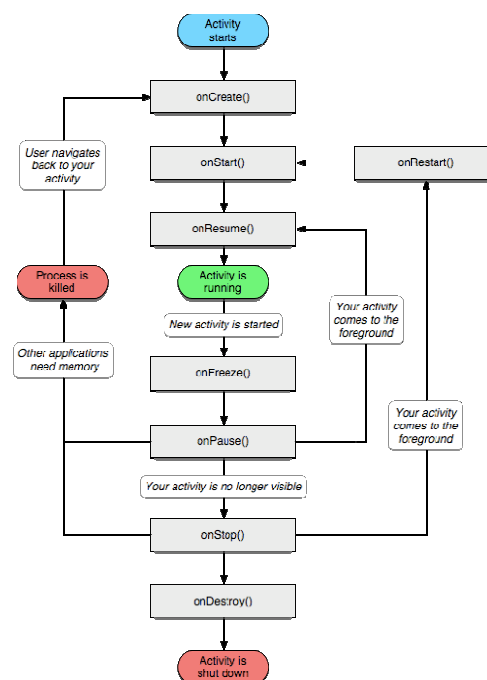 Activity
starts
onCreate()
User navigates
back to your
activity
onStart()
onRestart()
onResume()
Process is
killed
Activity is
running
Your activity
comes to the
foreground
New activity is started
Other applications
need memory
onFreeze()
Your activity
comes to the
foreground
onPause()
Your activity is no longer visible
onStop()
onDestroy()
Activity is
shut down